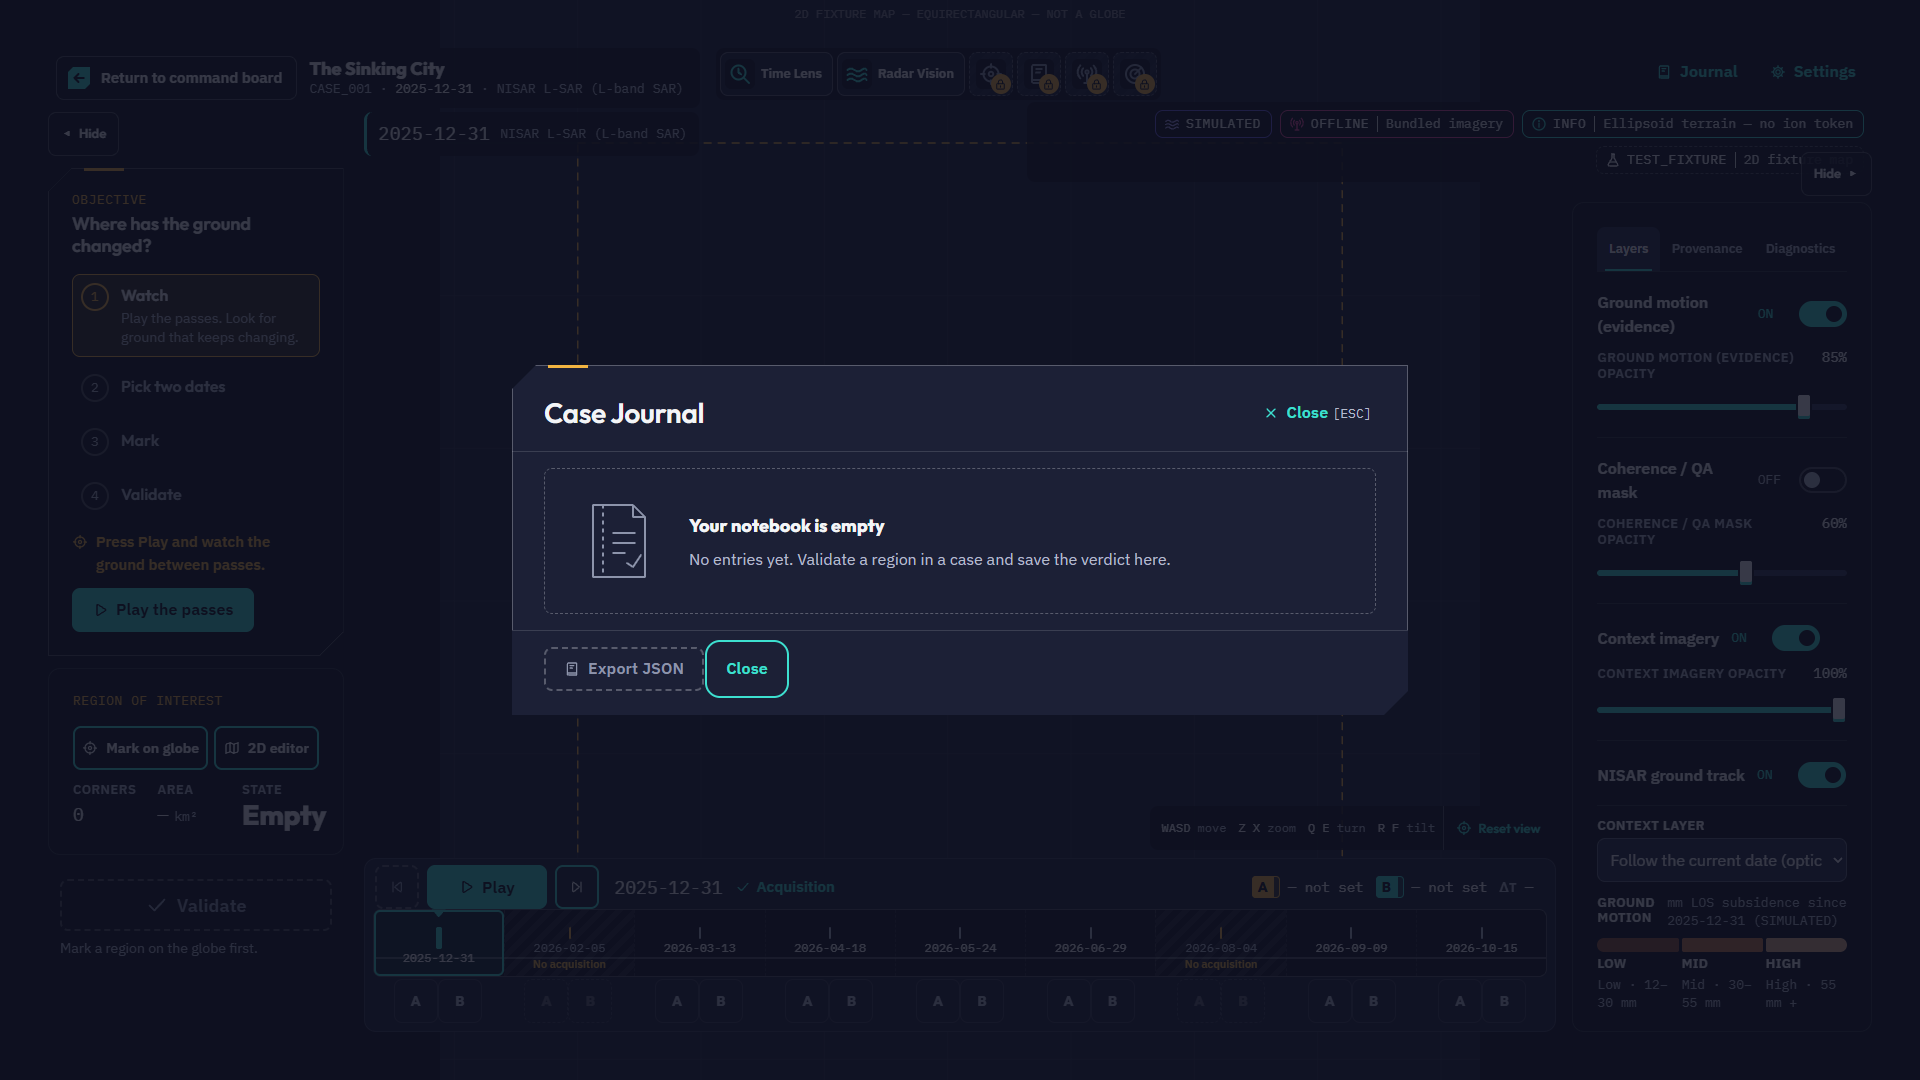 2D FIXTURE MAP — EQUIRECTANGULAR — NOT A GLOBE
Return to command board
The Sinking City
CASE_001 · 2025-12-31 · NISAR L-SAR (L-band SAR)
Time Lens
Radar Vision
Journal
Settings
Hide
2025-12-31 NISAR L-SAR (L-band SAR)
SIMULATED
OFFLINE | Bundled imagery
INFO | Ellipsoid terrain — no ion token
TEST_FIXTURE | 2D fixtu
Hide
OBJECTIVE
Where has the ground
changed?
1 Watch
Play the passes. Look for
ground that keeps changing.
2 Pick two dates
3 Mark
4 Validate
Press Play and watch the
ground between passes.
Play the passes
REGION OF INTEREST
Mark on globe
2D editor
CORNERS AREA STATE
0 — km² Empty
Validate
Mark a region on the globe first.
Case Journal
Close [ESC]
Your notebook is empty
No entries yet. Validate a region in a case and save the verdict here.
Export JSON
Close
Layers Provenance Diagnostics
Ground motion
(evidence)
ON
GROUND MOTION (EVIDENCE)
OPACITY
85%
Coherence / QA
mask
OFF
COHERENCE / QA MASK
OPACITY
60%
Context imagery ON
CONTEXT IMAGERY OPACITY 100%
NISAR ground track ON
CONTEXT LAYER
Follow the current date (optic
GROUND
MOTION
mm LOS subsidence since
2025-12-31 (SIMULATED)
LOW MID HIGH
Low · 12–
30 mm
Mid · 30–
55 mm
High · 55
mm +
WASD move Z X zoom Q E turn R F tilt
Reset view
Play
2025-12-31 Acquisition
A — not set B — not set ΔT —
2025-12-31
2026-02-05
No acquisition
2026-03-13
2026-04-18
2026-05-24
2026-06-29
2026-08-04
No acquisition
2026-09-09
2026-10-15
A B A B A B A B A B A B A B A B A B